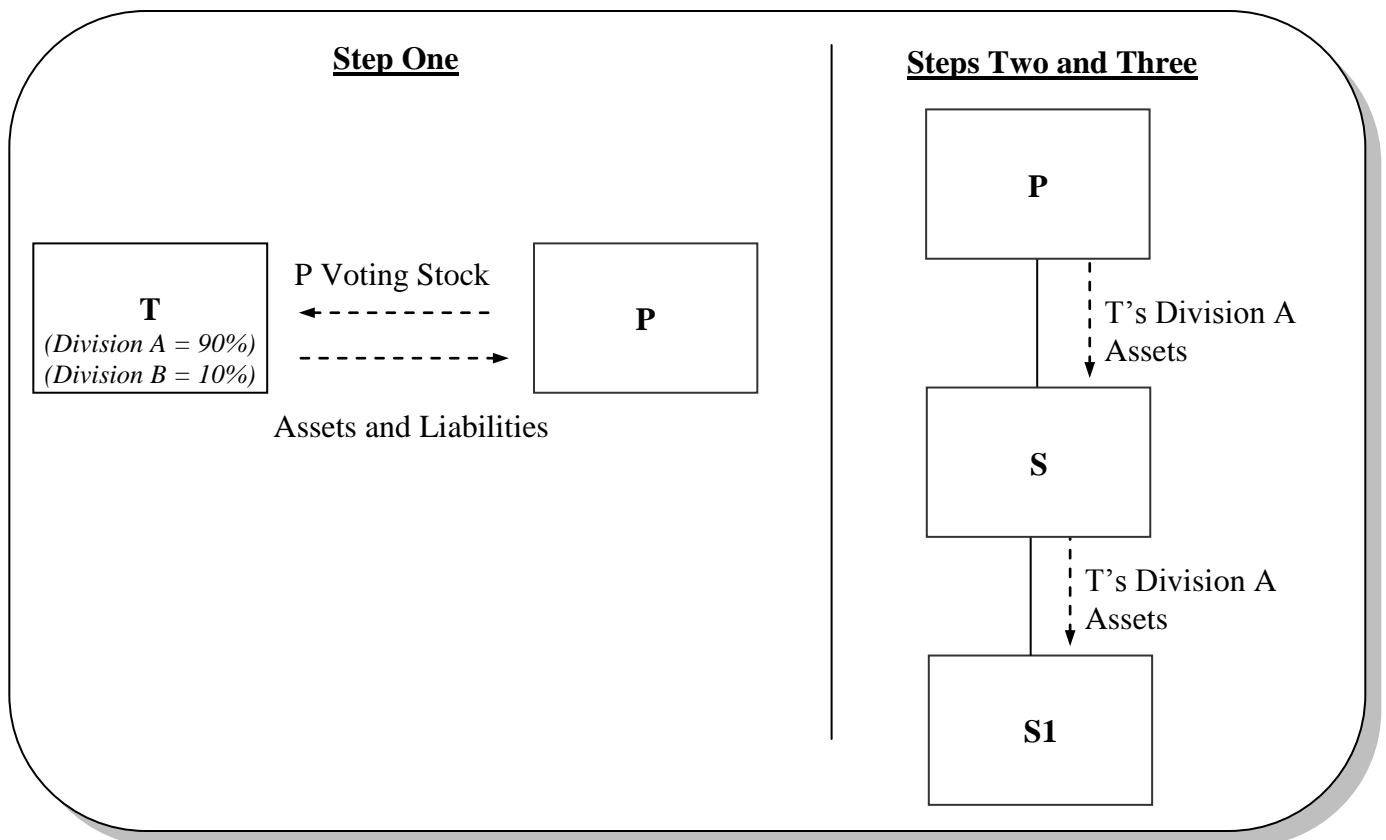 Step One
P Voting Stock
T
(Division A = 90%)
(Division B = 10%)
P
Assets and Liabilities
Steps Two and Three
P
T’s Division A
Assets
S
T’s Division A
Assets
S1